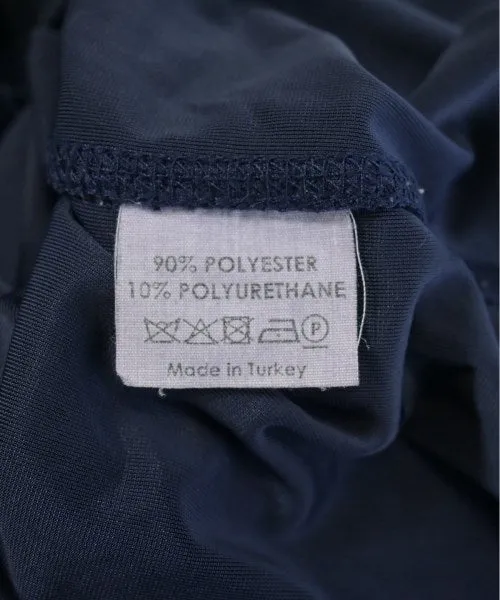 90% POLYESTER
10% POLYURETHANE
P
Made in Turkey